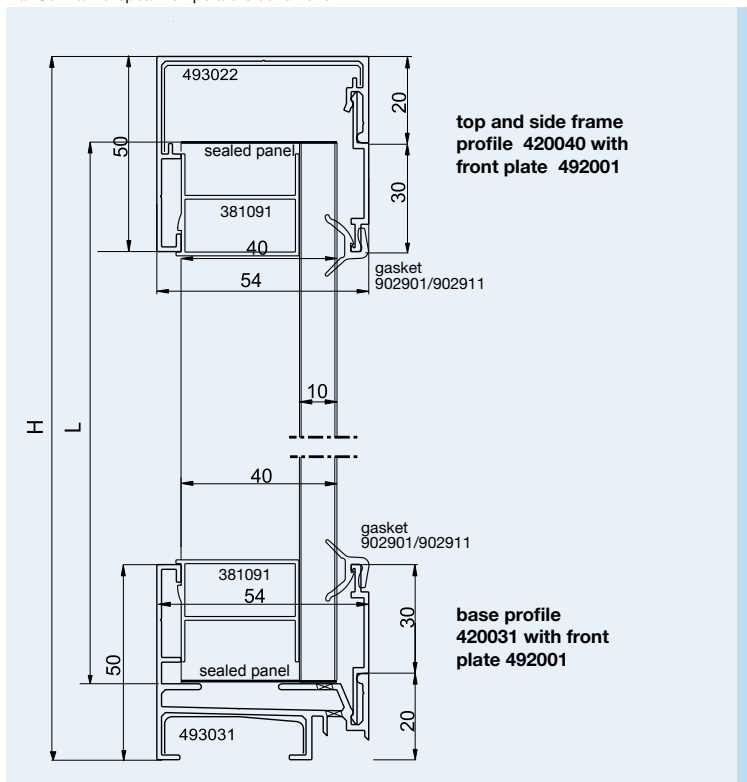 493022
50
20
top and side frame
profile 420040 with
front plate 492001
sealed panel
30
381091
40
gasket
902901/902911
54
10
H
L
40
gasket
902901/902911
381091
54
30
base profile
420031 with front
plate 492001
50
sealed panel
20
493031